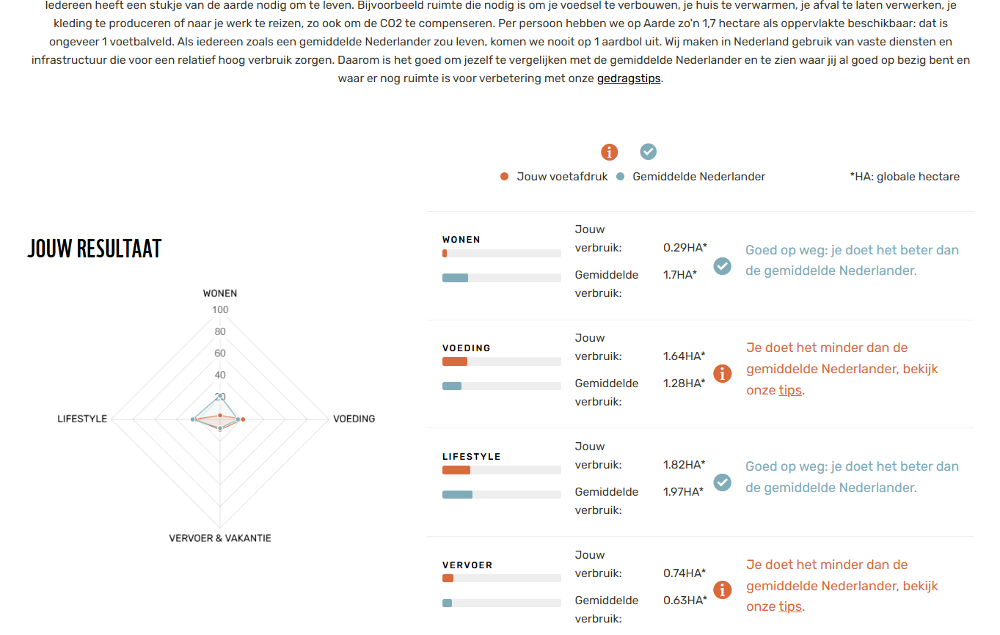 Iedereen heeft een stukje van de aarde nodig om te leven. Bijvoorbeeld ruimte die nodig is om je voedsel te verbouwen, je huis te verwarmen, je afval te laten verwerken, je
kleding te produceren of naar je werk te reizen, zo ook om de CO2 te compenseren. Per persoon hebben we op Aarde zo'n 1,7 hectare als oppervlakte beschikbaar: dat is
ongeveer 1 voetbalveld. Als iedereen zoals een gemiddelde Nederlander zou leven, komen we nooit op 1 aardbol uit. Wij maken in Nederland gebruik van vaste diensten en
infrastructuur die voor een relatief hoog verbruik zorgen. Daarom is het goed om jezelf te vergelijken met de gemiddelde Nederlander en te zien waar jij al goed op bezig bent en
waar er nog ruimte is voor verbetering met onze gedragstips.
Jouw voetafdruk
Gemiddelde Nederlander
*HA: globale hectare
JOUW RESULTAAT
WONEN
100
80
60
40
20
LIFESTYLE
VOEDING
VERVOER & VAKANTIE
WONEN
Jouw
verbruik:
0.29HA*
Gemiddelde
verbruik:
1.7HA*
Goed op weg: je doet het beter dan
de gemiddelde Nederlander.
VOEDING
Jouw
verbruik:
1.64HA*
Gemiddelde
verbruik:
1.28HA*
Je doet het minder dan de
gemiddelde Nederlander, bekijk
onze tips.
LIFESTYLE
Jouw
verbruik:
1.82HA*
Gemiddelde
verbruik:
1.97HA*
Goed op weg: je doet het beter dan
de gemiddelde Nederlander.
VERVOER
Jouw
verbruik:
0.74HA*
Gemiddelde
verbruik:
0.63HA*
Je doet het minder dan de
gemiddelde Nederlander, bekijk
onze tips.